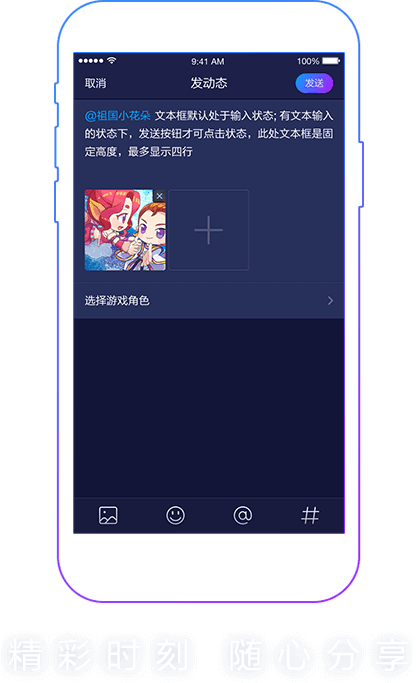 9:41 AM 100%
取消 发动态 发送
@祖国小花朵 文本框默认处于输入状态; 有文本输入
的状态下，发送按钮才可点击状态，此处文本框是固
定高度，最多显示四行
选择游戏角色
精彩时刻 随心分享